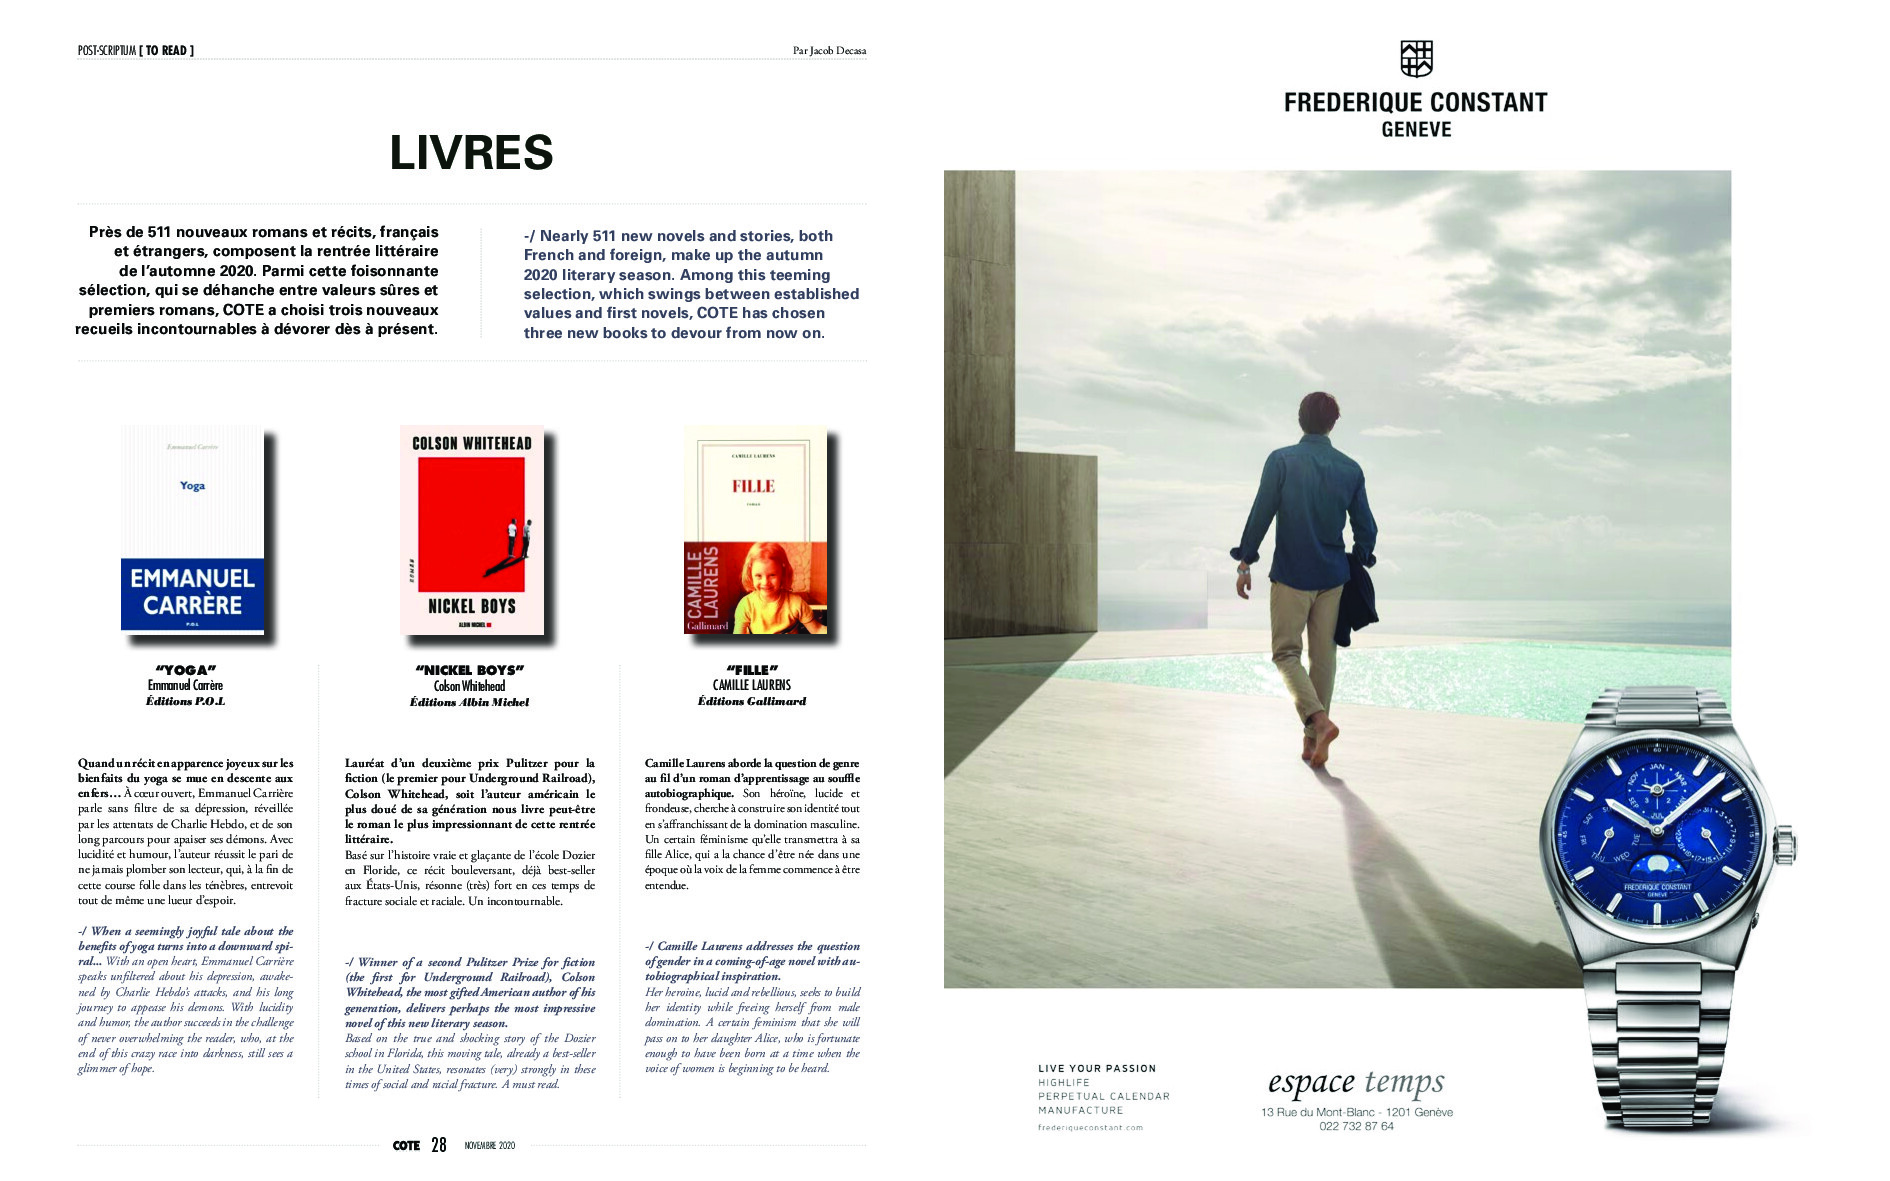 POST-SCRIPTUM [ TO READ ]
Par Jacob Decasa
LIVRES
Près de 511 nouveaux romans et récits, français
et étrangers, composent la rentrée littéraire
de l’automne 2020. Parmi cette foisonnante
sélection, qui se déhanche entre valeurs sûres et
premiers romans, COTE a choisi trois nouveaux
recueils incontournables à dévorer dès à présent.
-/ Nearly 511 new novels and stories, both
French and foreign, make up the autumn
2020 literary season. Among this teeming
selection, which swings between established
values and first novels, COTE has chosen
three new books to devour from now on.
Emmanuel Carrère
Yoga
EMMANUEL
CARRÈRE
P.O.L
“YOGA”
Emmanuel Carrère
Éditions P.O.L
Quand un récit en apparence joyeux sur les
bienfaits du yoga se mue en descente aux
enfers… À cœur ouvert, Emmanuel Carrière
parle sans filtre de sa dépression, réveillée
par les attentats de Charlie Hebdo, et de son
long parcours pour apaiser ses démons. Avec
lucidité et humour, l’auteur réussit le pari de
ne jamais plomber son lecteur, qui, à la fin de
cette course folle dans les ténèbres, entrevoit
tout de même une lueur d’espoir.
-/ When a seemingly joyful tale about the
benefits of yoga turns into a downward spi-
ral... With an open heart, Emmanuel Carrière
speaks unfiltered about his depression, awake-
ned by Charlie Hebdo’s attacks, and his long
journey to appease his demons. With lucidity
and humor, the author succeeds in the challenge
of never overwhelming the reader, who, at the
end of this crazy race into darkness, still sees a
glimmer of hope.
COLSON WHITEHEAD
ROMAN
NICKEL BOYS
ALBIN MICHEL
“NICKEL BOYS”
Colson Whitehead
Éditions Albin Michel
Lauréat d’un deuxième prix Pulitzer pour la
fiction (le premier pour Underground Railroad),
Colson Whitehead, soit l’auteur américain le
plus doué de sa génération nous livre peut-être
le roman le plus impressionnant de cette rentrée
littéraire.
Basé sur l’histoire vraie et glaçante de l’école Dozier
en Floride, ce récit bouleversant, déjà best-seller
aux États-Unis, résonne (très) fort en ces temps de
fracture sociale et raciale. Un incontournable.
-/ Winner of a second Pulitzer Prize for fiction
(the first for Underground Railroad), Colson
Whitehead, the most gifted American author of his
generation, delivers perhaps the most impressive
novel of this new literary season.
Based on the true and shocking story of the Dozier
school in Florida, this moving tale, already a best-seller
in the United States, resonates (very) strongly in these
times of social and racial fracture. A must read.
CAMILLE LAURENS
FILLE
roman
CAMILLE
LAURENS
Gallimard
“FILLE”
CAMILLE LAURENS
Éditions Gallimard
Camille Laurens aborde la question de genre
au fil d’un roman d’apprentissage au souffle
autobiographique. Son héroïne, lucide et
frondeuse, cherche à construire son identité tout
en s’affranchissant de la domination masculine.
Un certain féminisme qu’elle transmettra à sa
fille Alice, qui a la chance d’être née dans une
époque où la voix de la femme commence à être
entendue.
-/ Camille Laurens addresses the question
of gender in a coming-of-age novel with au-
tobiographical inspiration.
Her heroine, lucid and rebellious, seeks to build
her identity while freeing herself from male
domination. A certain feminism that she will
pass on to her daughter Alice, who is fortunate
enough to have been born at a time when the
voice of women is beginning to be heard.
COTE 28 NOVEMBRE 2020
FREDERIQUE CONSTANT
GENEVE
60
NOV JAN MAR
SEP
JUL
SAT
FRI
THU WED TUE
FREDERIQUE CONSTANT
GENEVE
LIVE YOUR PASSION
HIGHLIFE
PERPETUAL CALENDAR
MANUFACTURE
frederiqueconstant.com
espace temps
13 Rue du Mont-Blanc - 1201 Genève
022 732 87 64